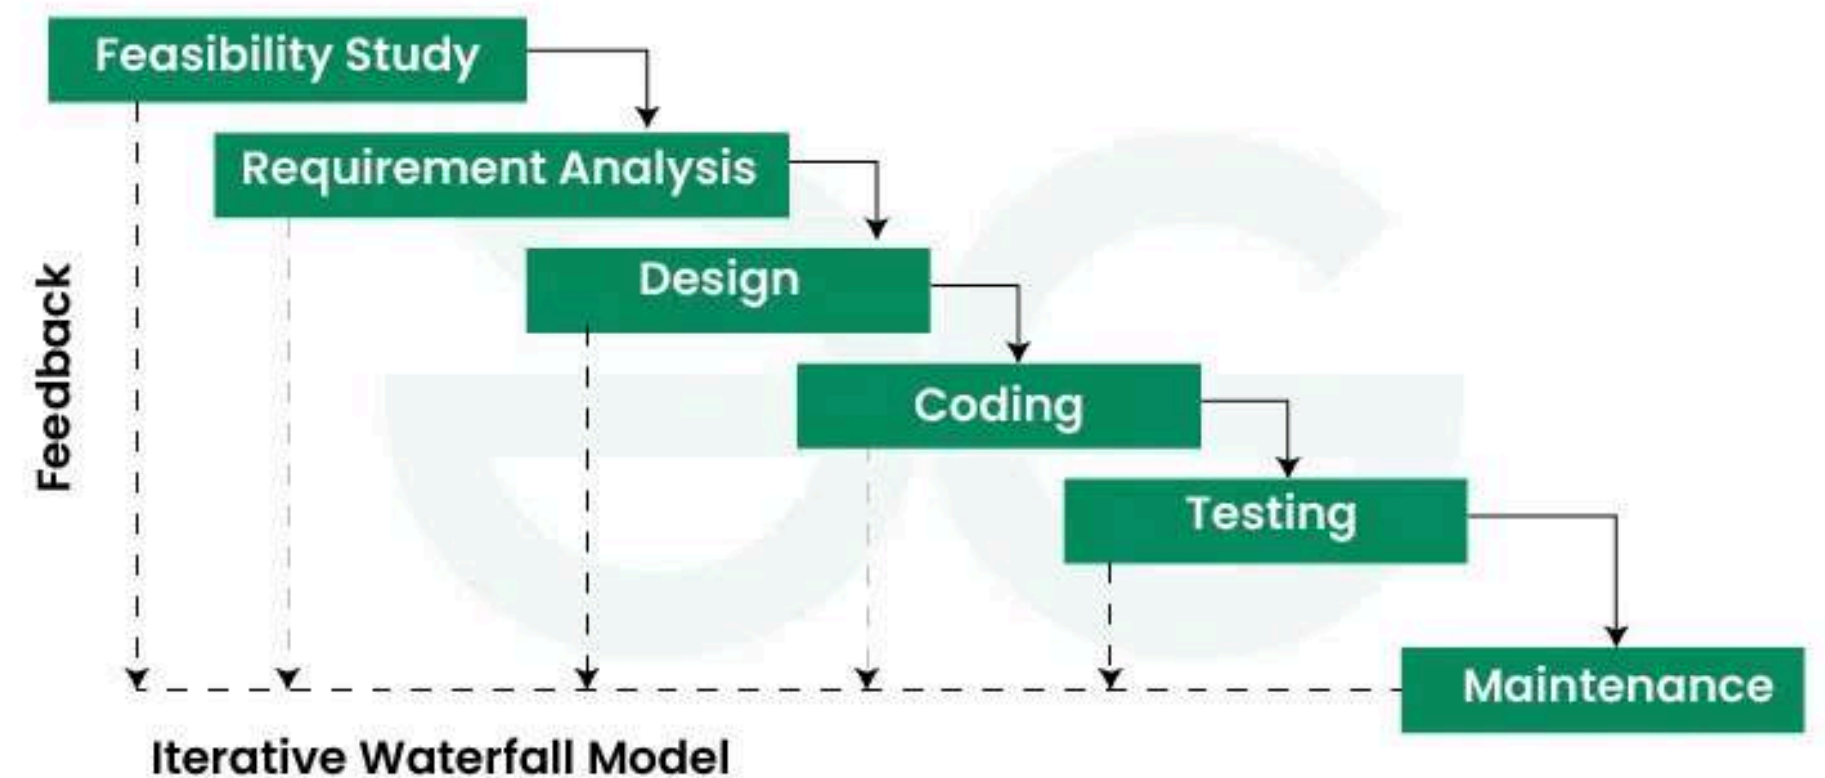 Feasibility Study
Requirement Analysis
Design
Coding
Testing
Maintenance
Feedback
Iterative Waterfall Model